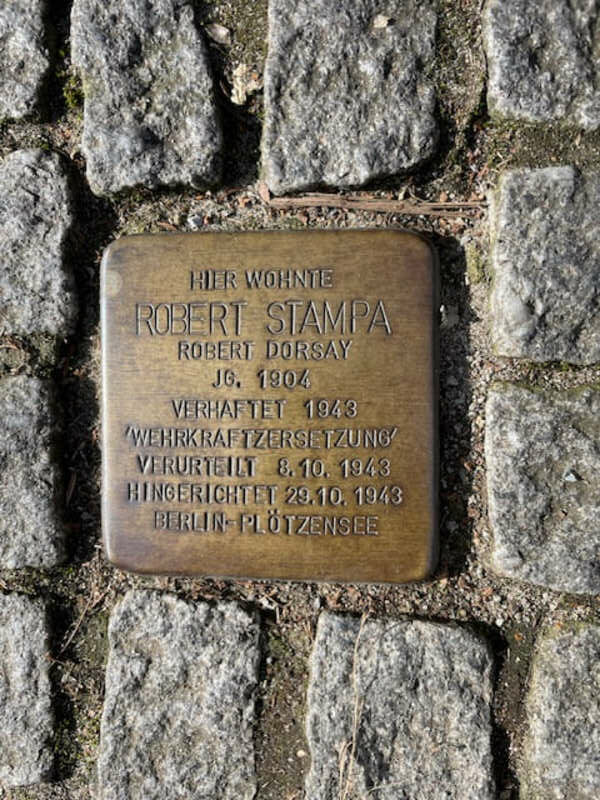 HIER WOHNTE
ROBERT STAMPA
ROBERT DORSAY
JG. 1904
VERHAFTET 1943
'WEHRKRAFTZERSETZUNG'
VERURTEILT 8.10. 1943
HINGERICHTET 29.10. 1943
BERLIN-PLÖTZENSEE